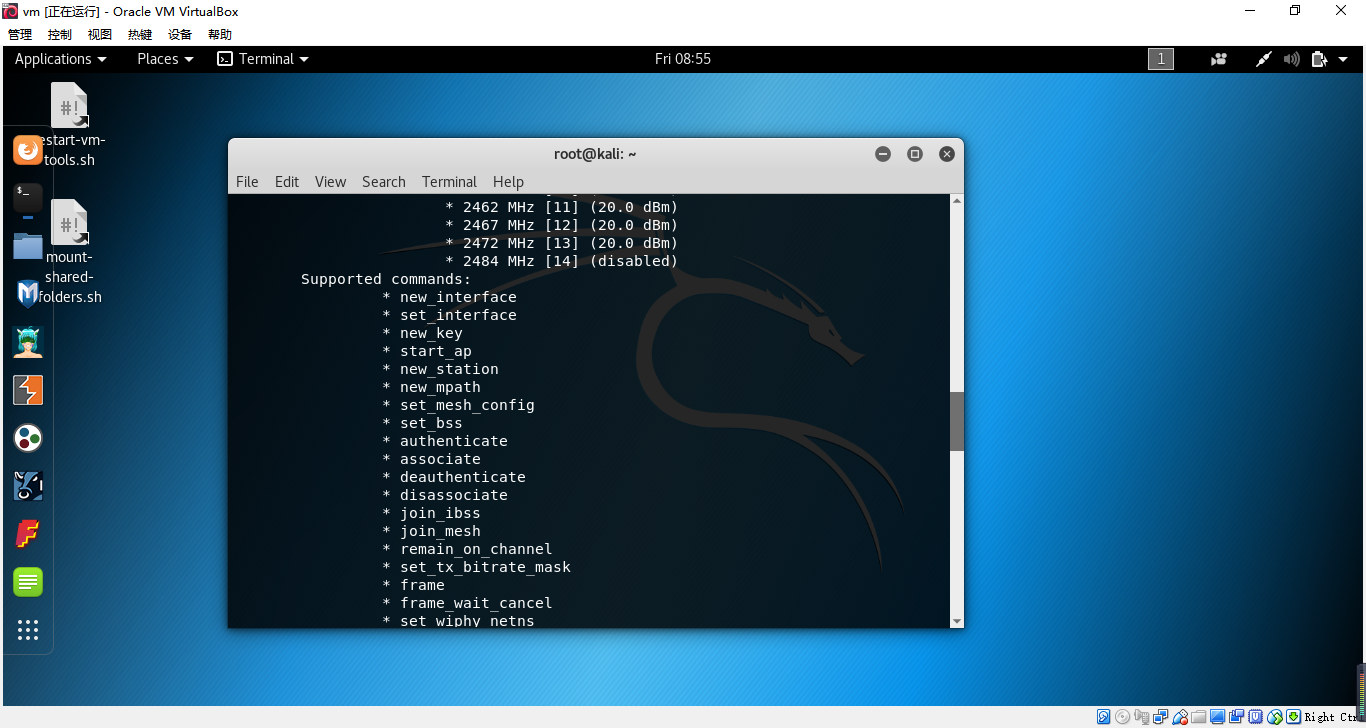 vm [正在运行] - Oracle VM VirtualBox
管理 控制 视图 热键 设备 帮助
Applications Places Terminal Fri 08:55 1
#!
estart-vm-
tools.sh
#!
mount-
shared-
folders.sh
root@kali: ~
File Edit View Search Terminal Help
* 2462 MHz [11] (20.0 dBm)
* 2467 MHz [12] (20.0 dBm)
* 2472 MHz [13] (20.0 dBm)
* 2484 MHz [14] (disabled)
Supported commands:
* new_interface
* set_interface
* new_key
* start_ap
* new_station
* new_mpath
* set_mesh_config
* set_bss
* authenticate
* associate
* deauthenticate
* disassociate
* join_ibss
* join_mesh
* remain_on_channel
* set_tx_bitrate_mask
* frame
* frame_wait_cancel
* set_wiphy_netns
Right Ctrl